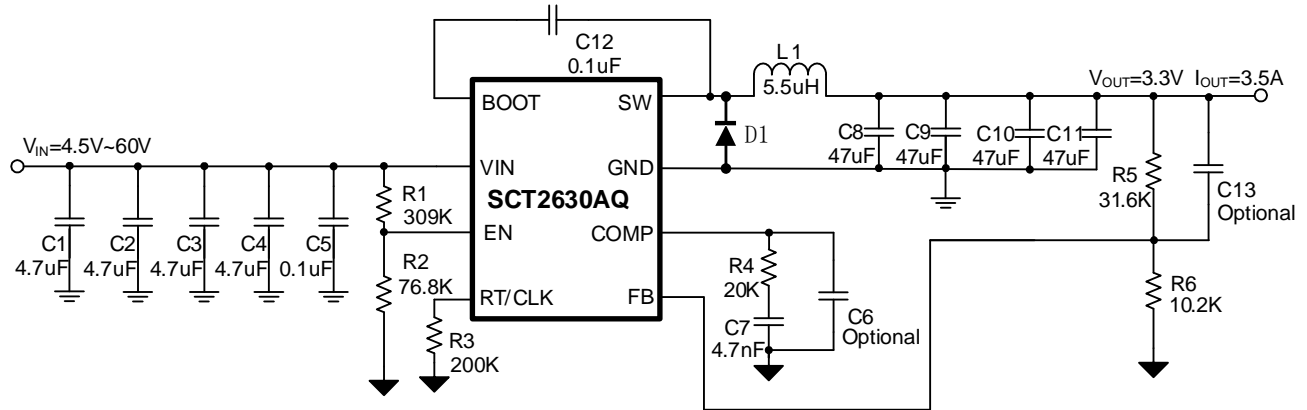 C12
0.1uF
L1
5.5uH
VOUT=3.3V IOUT=3.5A
BOOT
SW
D1
C8
47uF
C9
47uF
C10
47uF
C11
47uF
VIN=4.5V~60V
VIN
GND
SCT2630AQ
R1
309K
R5
31.6K
C13
Optional
C1
4.7uF
C2
4.7uF
C3
4.7uF
C4
4.7uF
C5
0.1uF
EN
COMP
R2
76.8K
R4
20K
R6
10.2K
RT/CLK
FB
C6
Optional
R3
200K
C7
4.7nF